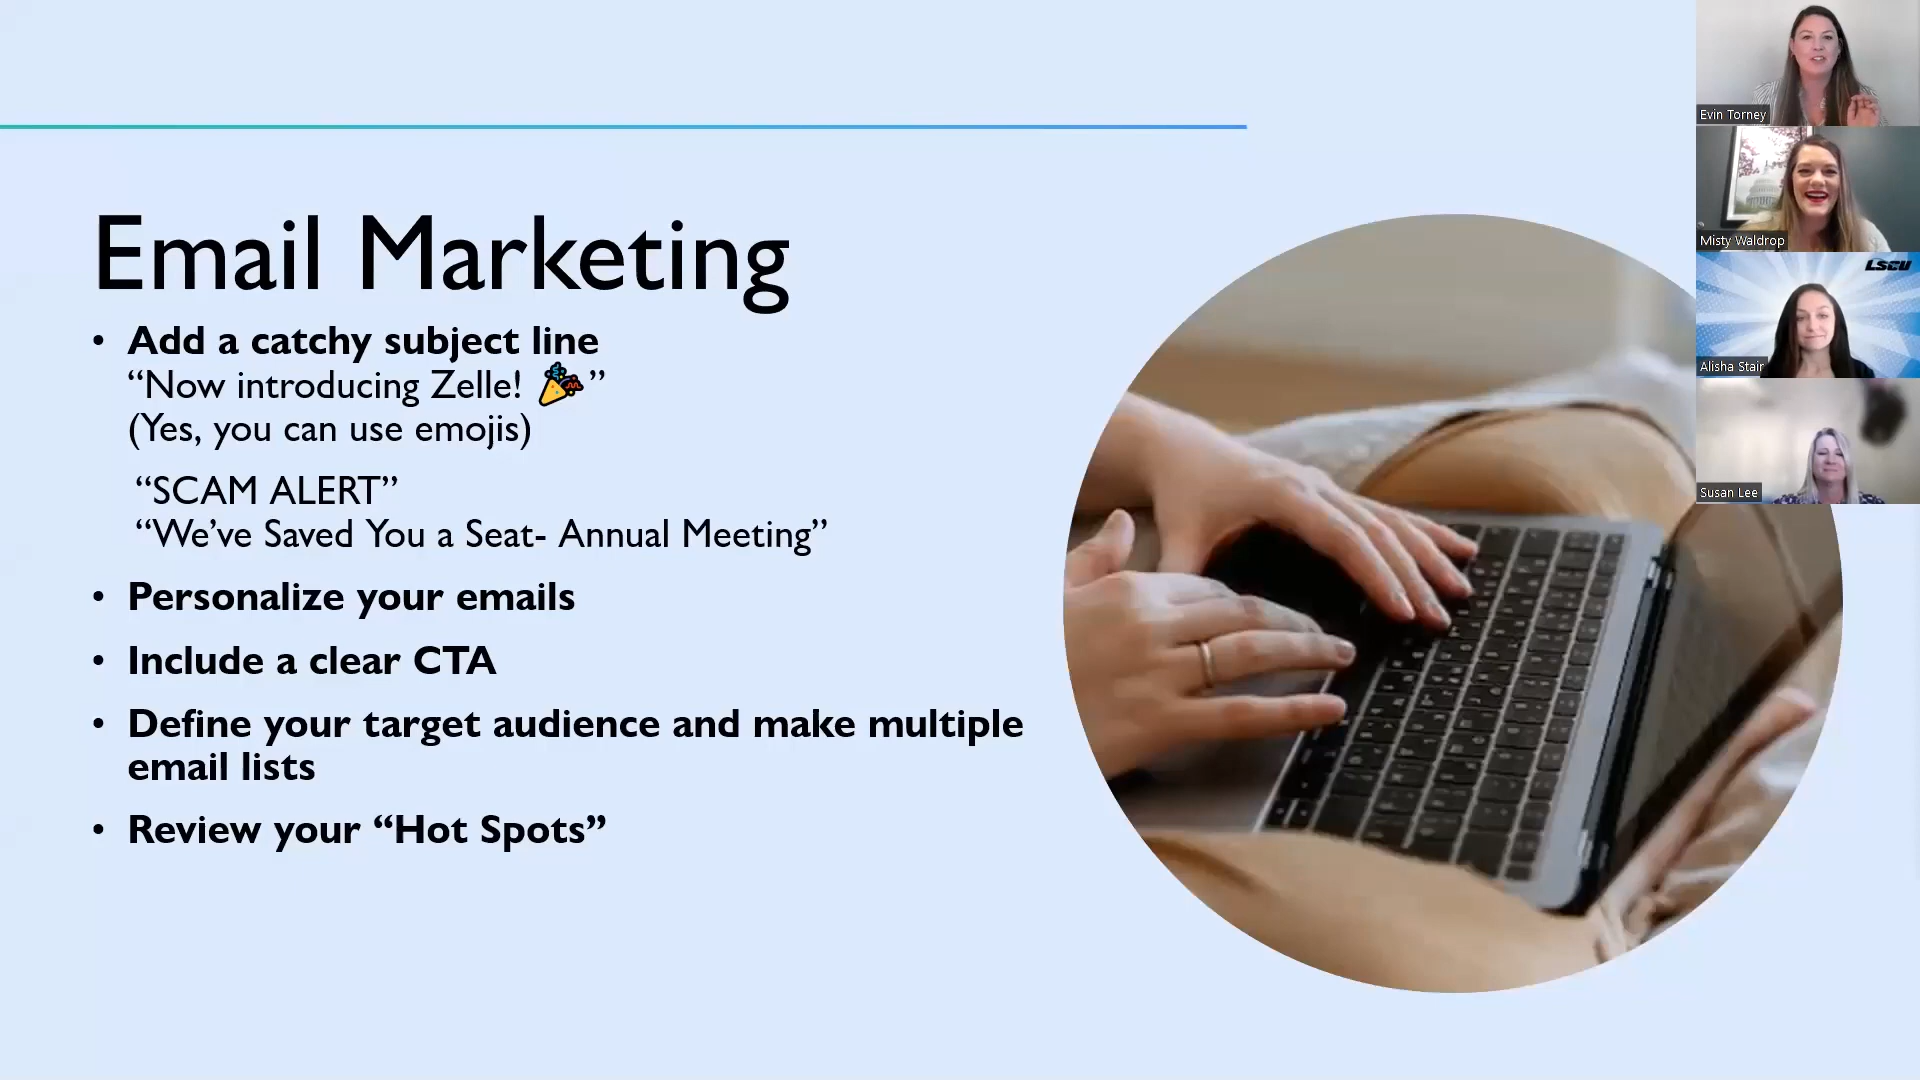 Email Marketing
• Add a catchy subject line
“Now introducing Zelle! 🎉”
(Yes, you can use emojis)
“SCAM ALERT”
“We’ve Saved You a Seat- Annual Meeting”
• Personalize your emails
• Include a clear CTA
• Define your target audience and make multiple
email lists
• Review your “Hot Spots”
Evin Torney
Misty Waldrop
LSCU
Alisha Stair
Susan Lee